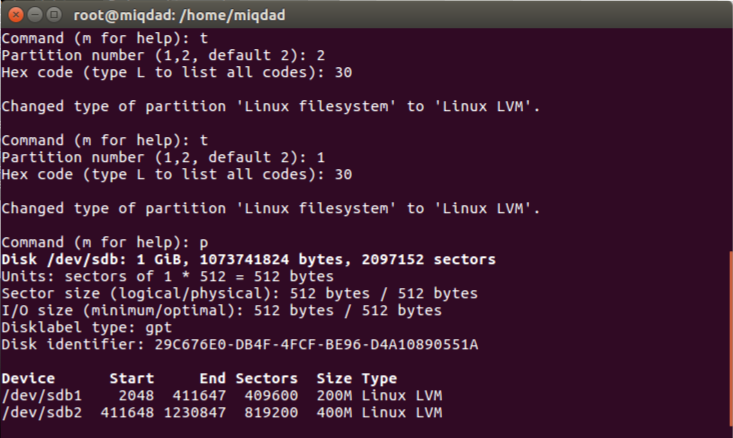 root@miqdad: /home/miqdad
Command (m for help): t
Partition number (1,2, default 2): 2
Hex code (type L to list all codes): 30
Changed type of partition 'Linux filesystem' to 'Linux LVM'.
Command (m for help): t
Partition number (1,2, default 2): 1
Hex code (type L to list all codes): 30
Changed type of partition 'Linux filesystem' to 'Linux LVM'.
Command (m for help): p
Disk /dev/sdb: 1 GiB, 1073741824 bytes, 2097152 sectors
Units: sectors of 1 * 512 = 512 bytes
Sector size (logical/physical): 512 bytes / 512 bytes
I/O size (minimum/optimal): 512 bytes / 512 bytes
Disklabel type: gpt
Disk identifier: 29C676E0-DB4F-4FCF-BE96-D4A10890551A
Device Start End Sectors Size Type
/dev/sdb1 2048 411647 409600 200M Linux LVM
/dev/sdb2 411648 1230847 819200 400M Linux LVM